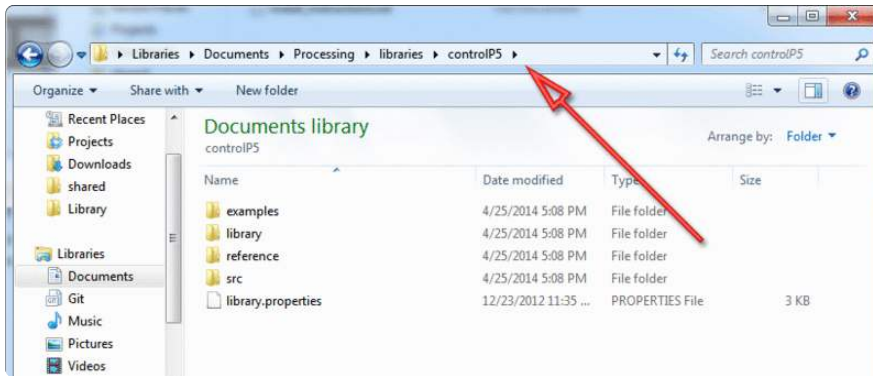 Libraries Documents Processing libraries controlP5 Search controlP5
Organize Share with New folder
Recent Places
Projects
Downloads
shared
Library
Libraries
Documents
Git
Music
Pictures
Videos
Documents library
controlP5
Arrange by: Folder
Name Date modified Type Size
examples 4/25/2014 5:08 PM File folder
library 4/25/2014 5:08 PM File folder
reference 4/25/2014 5:08 PM File folder
src 4/25/2014 5:08 PM File folder
library.properties 12/23/2012 11:35 ... PROPERTIES File 3 KB